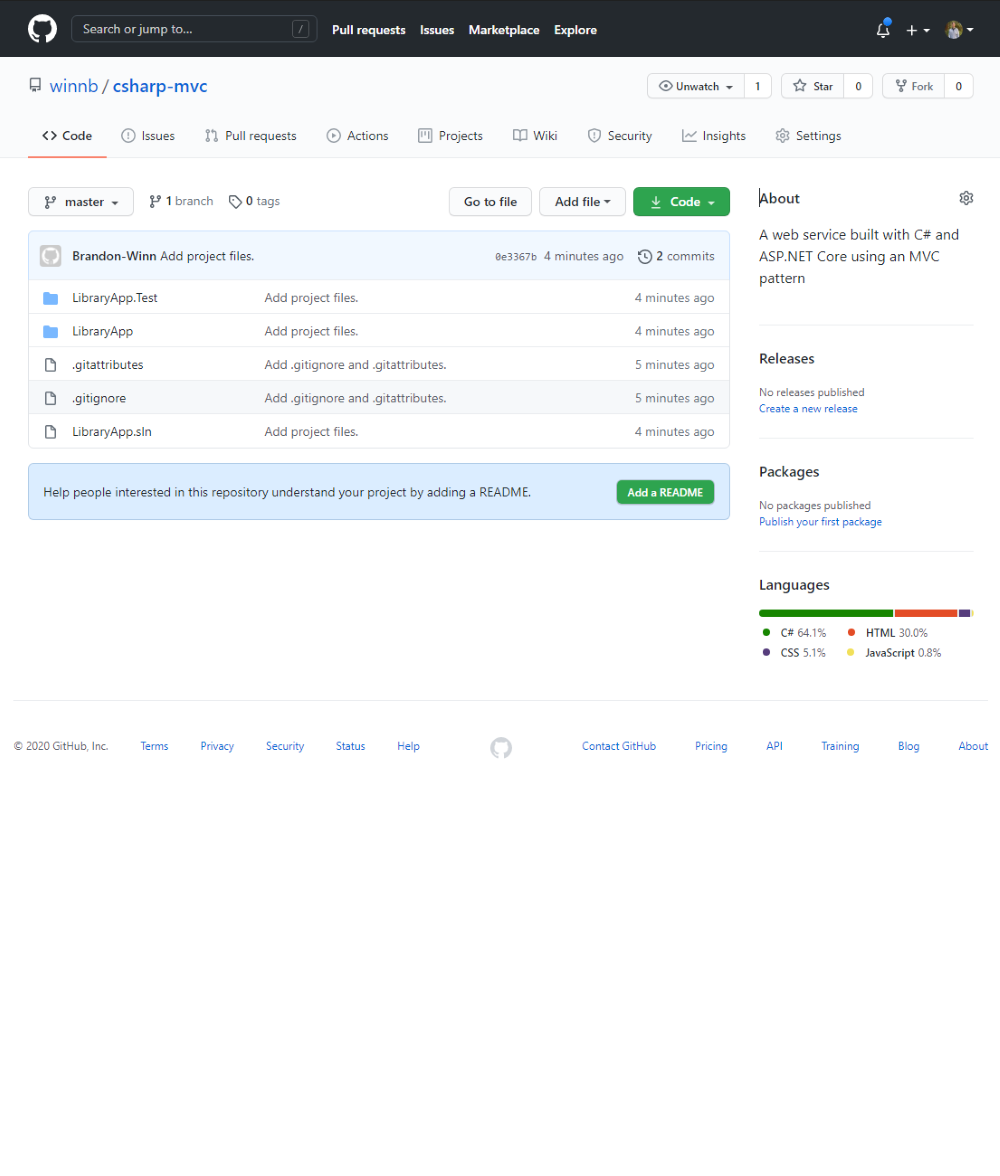 Search or jump to... / Pull requests Issues Marketplace Explore
winnb / csharp-mvc Unwatch 1 Star 0 Fork 0
Code Issues Pull requests Actions Projects Wiki Security Insights Settings
master 1 branch 0 tags Go to file Add file Code
Brandon-Winn Add project files. 0e3367b 4 minutes ago 2 commits
LibraryApp.Test Add project files. 4 minutes ago
LibraryApp Add project files. 4 minutes ago
.gitattributes Add .gitignore and .gitattributes. 5 minutes ago
.gitignore Add .gitignore and .gitattributes. 5 minutes ago
LibraryApp.sln Add project files. 4 minutes ago
Help people interested in this repository understand your project by adding a README. Add a README
About
A web service built with C# and
ASP.NET Core using an MVC
pattern
Releases
No releases published
Create a new release
Packages
No packages published
Publish your first package
Languages
C# 64.1% HTML 30.0%
CSS 5.1% JavaScript 0.8%
© 2020 GitHub, Inc. Terms Privacy Security Status Help Contact GitHub Pricing API Training Blog About